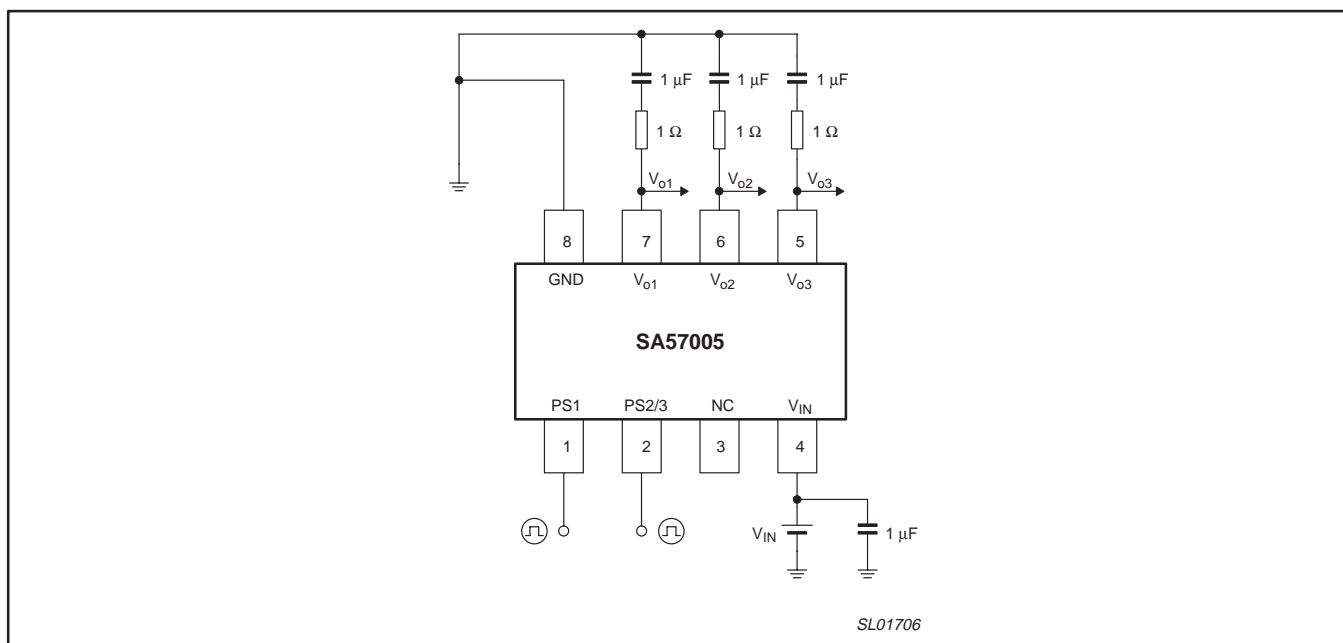 1 μF 1 μF 1 μF
1 Ω 1 Ω 1 Ω
Vo1 Vo2 Vo3
8 7 6 5
GND Vo1 Vo2 Vo3
SA57005
PS1 PS2/3 NC VIN
1 2 3 4
VIN 1 μF
SL01706